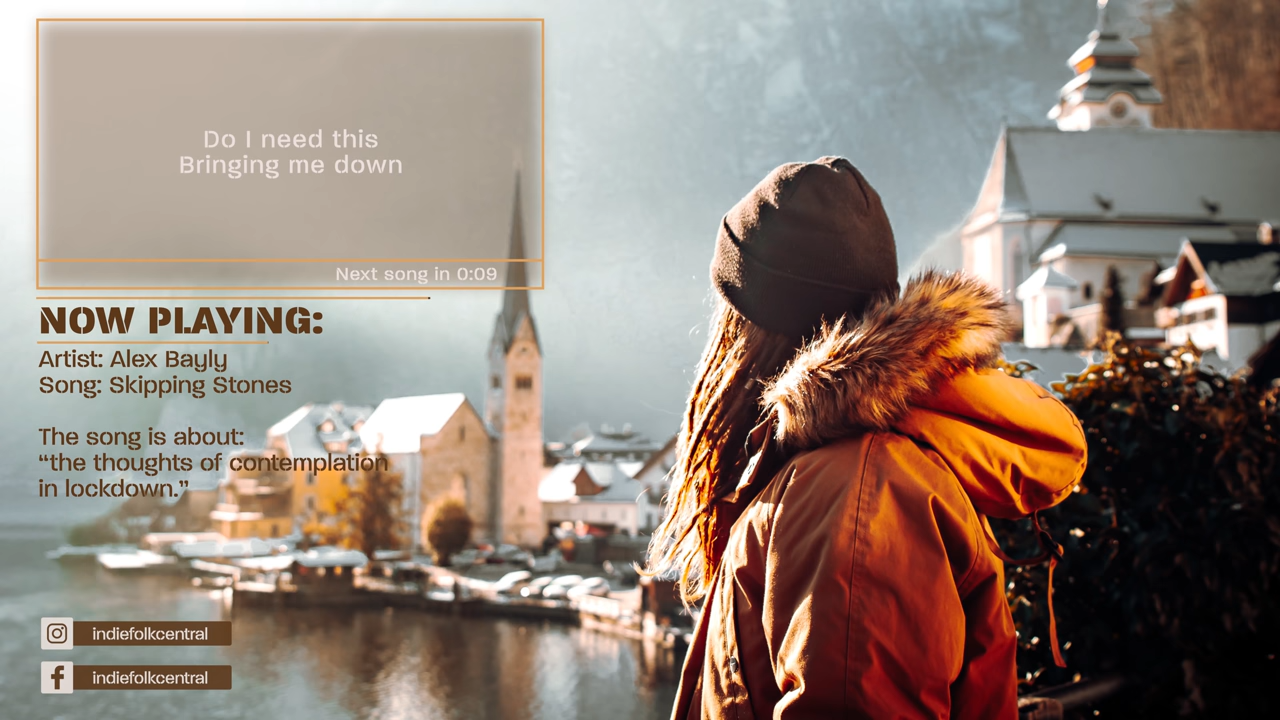 Do I need this
Bringing me down
Next song in 0:09
NOW PLAYING:
Artist: Alex Bayly
Song: Skipping Stones
The song is about:
“the thoughts of contemplation
in lockdown.”
indiefolkcentral
indiefolkcentral